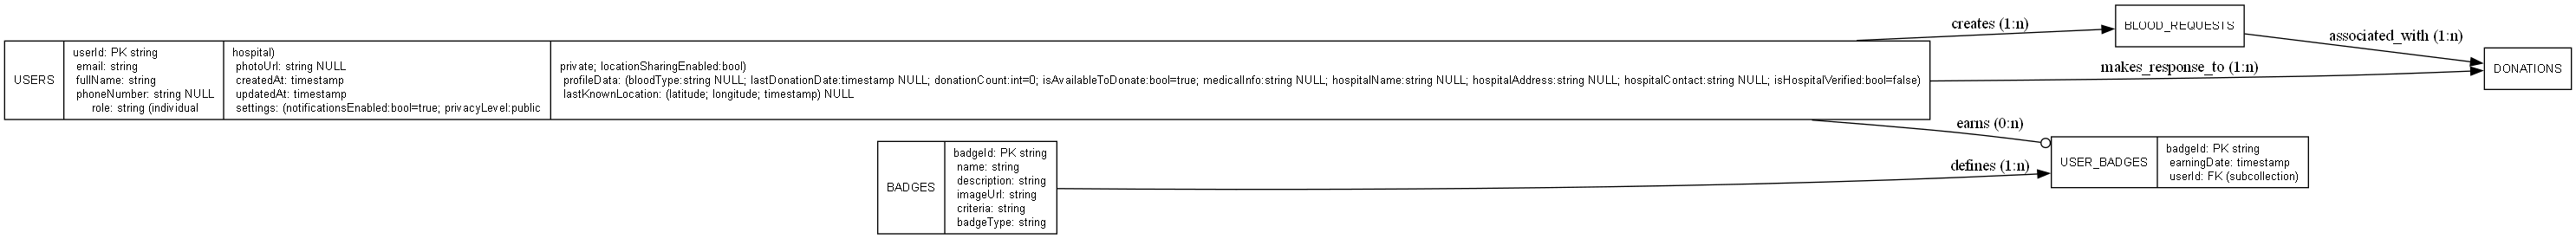 USERS
userId: PK string
email: string
fullName: string
phoneNumber: string NULL
role: string (individual
hospital)
photoUrl: string NULL
createdAt: timestamp
updatedAt: timestamp
settings: (notificationsEnabled:bool=true; privacyLevel:public
private; locationSharingEnabled:bool)
profileData: (bloodType:string NULL; lastDonationDate:timestamp NULL; donationCount:int=0; isAvailableToDonate:bool=true; medicalInfo:string NULL; hospitalName:string NULL; hospitalAddress:string NULL; hospitalContact:string NULL; isHospitalVerified:bool=false)
lastKnownLocation: (latitude; longitude; timestamp) NULL
creates (1:n)
BLOOD_REQUESTS
associated_with (1:n)
makes_response_to (1:n)
DONATIONS
earns (0:n)
BADGES
badgeId: PK string
name: string
description: string
imageUrl: string
criteria: string
badgeType: string
defines (1:n)
USER_BADGES
badgeId: PK string
earningDate: timestamp
userId: FK (subcollection)